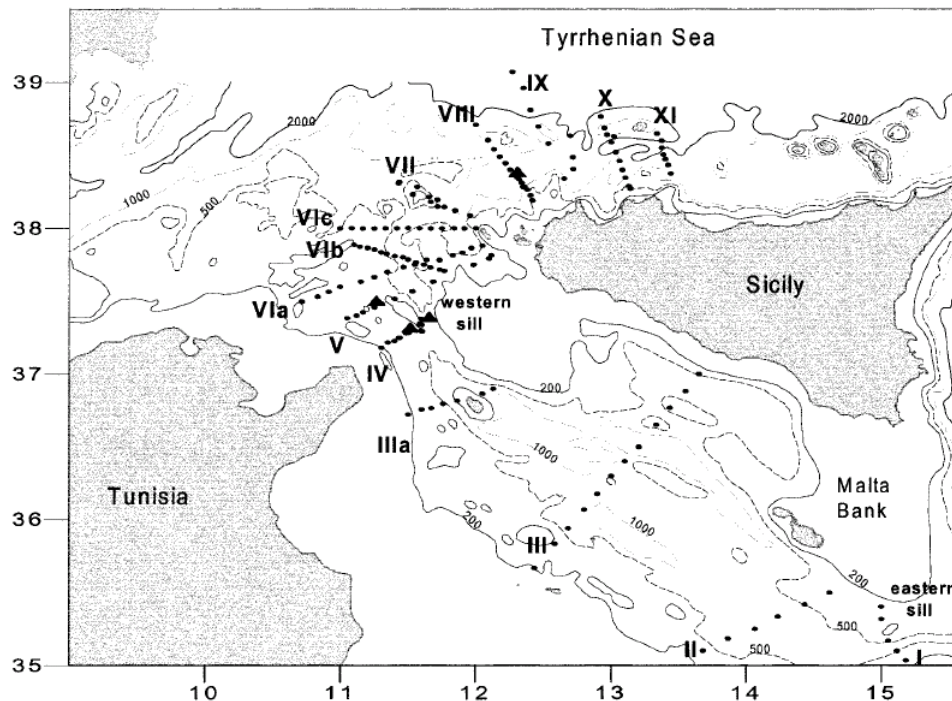 Tyrrhenian Sea
39
IX
X
XI
VIII
2000
2000
VII
1000
500
VIc
38
VIb
Sicily
VIa
western
sill
V
37
IV
200
IIIa
1000
Tunisia
Malta
Bank
36
200
III
1000
200
eastern
sill
500
II
500
I
35
10
11
12
13
14
15